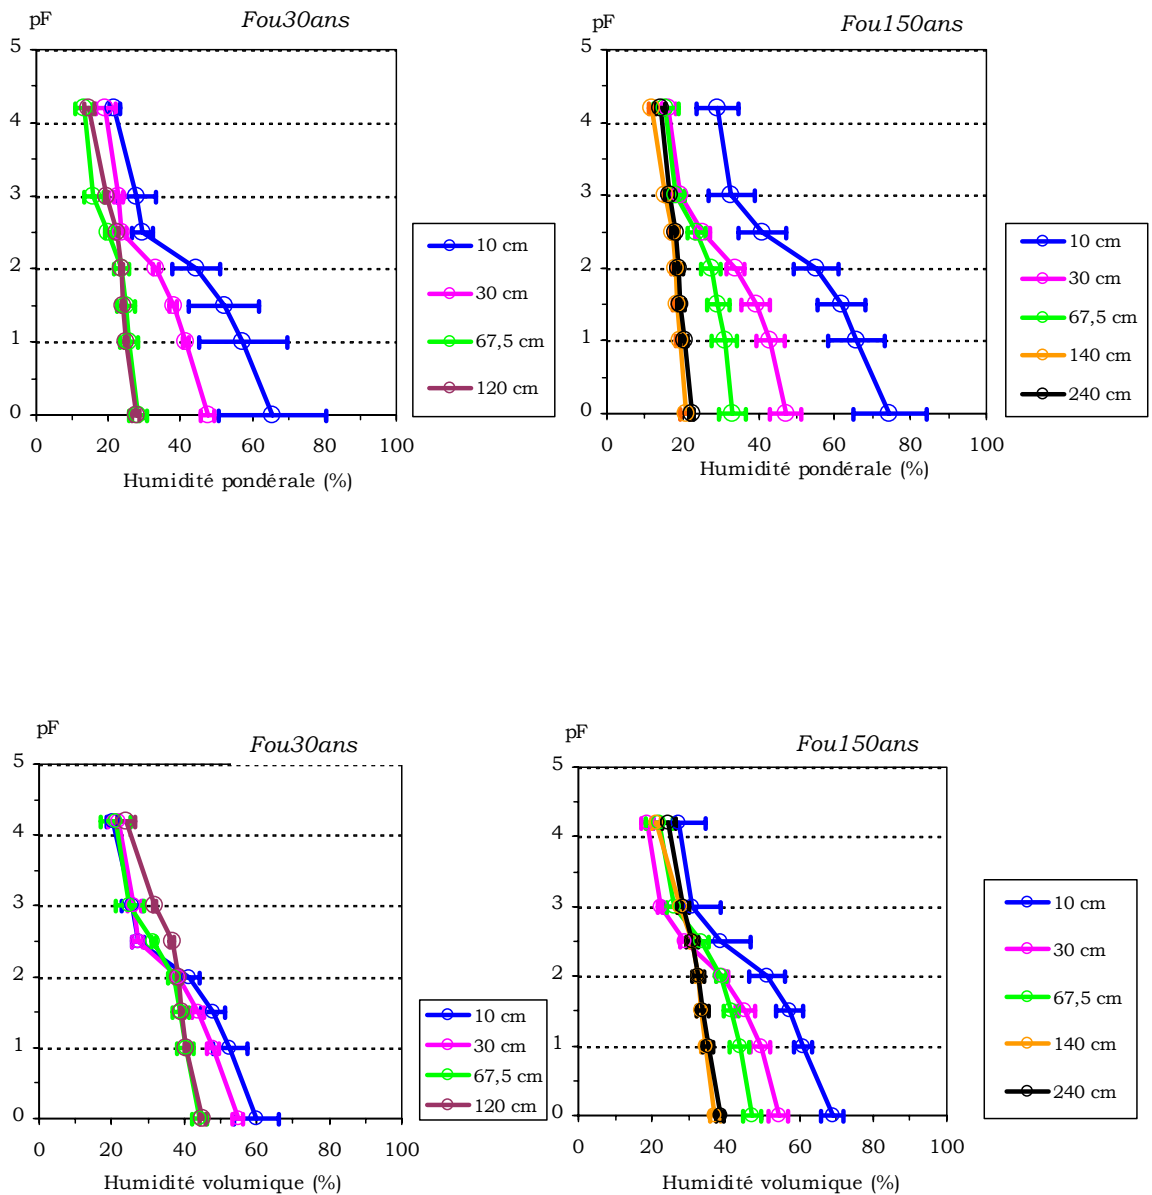 pF
Fou30ans
5
4
3
2
1
0
0 20 40 60 80 100
Humidité pondérale (%)
10 cm
30 cm
67,5 cm
120 cm
pF
Fou150ans
5
4
3
2
1
0
0 20 40 60 80 100
Humidité pondérale (%)
10 cm
30 cm
67,5 cm
140 cm
240 cm
pF
Fou30ans
5
4
3
2
1
0
0 20 40 60 80 100
Humidité volumique (%)
10 cm
30 cm
67,5 cm
120 cm
pF
Fou150ans
5
4
3
2
1
0
0 20 40 60 80 100
Humidité volumique (%)
10 cm
30 cm
67,5 cm
140 cm
240 cm